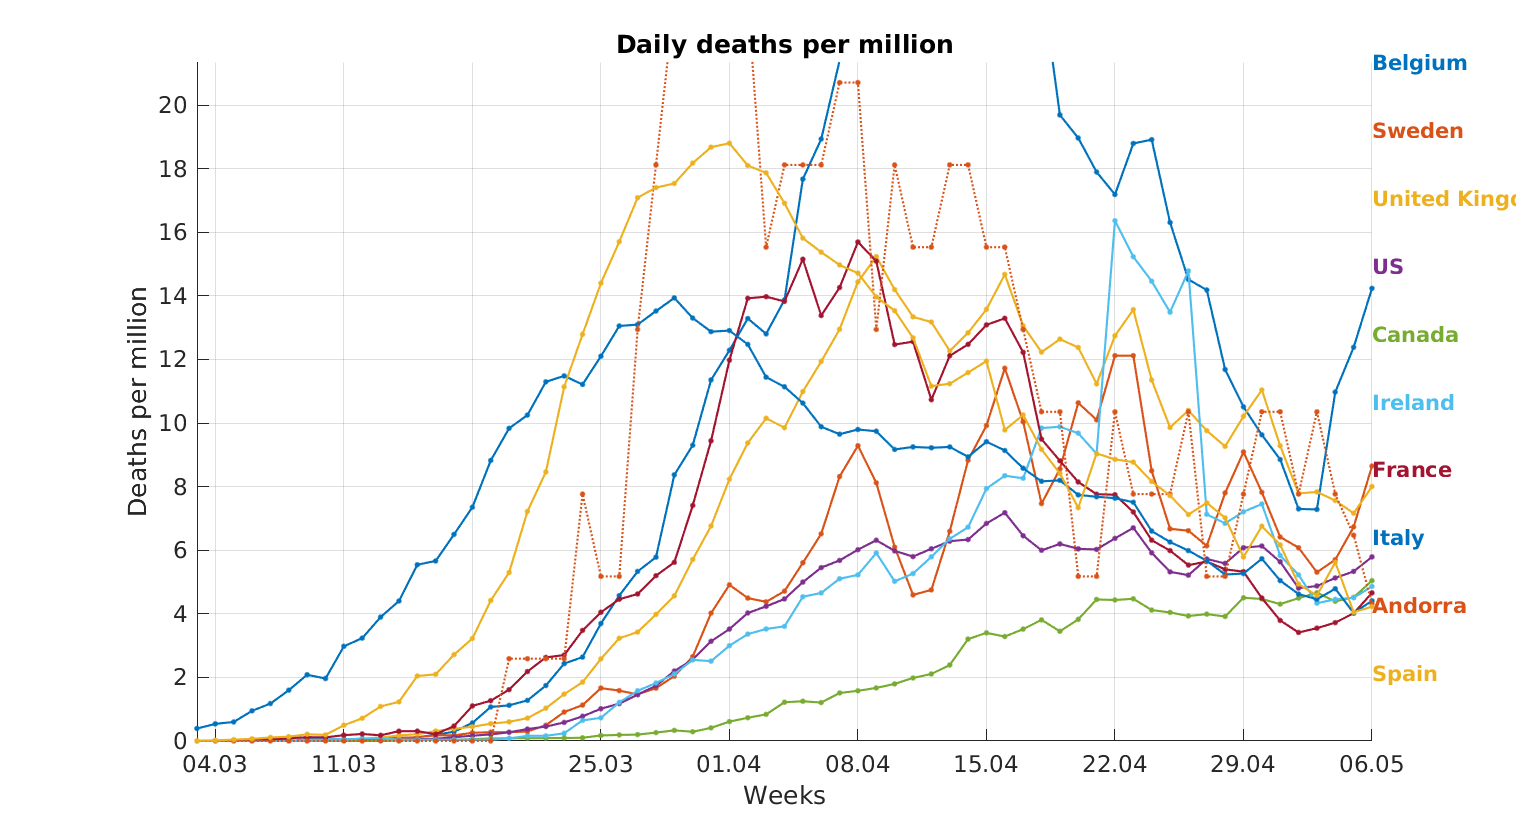 Daily deaths per million
Deaths per million
20
18
16
14
12
10
8
6
4
2
0
04.03 11.03 18.03 25.03 01.04 08.04 15.04 22.04 29.04 06.05
Weeks
Belgium
Sweden
United Kingd
US
Canada
Ireland
France
Italy
Andorra
Spain